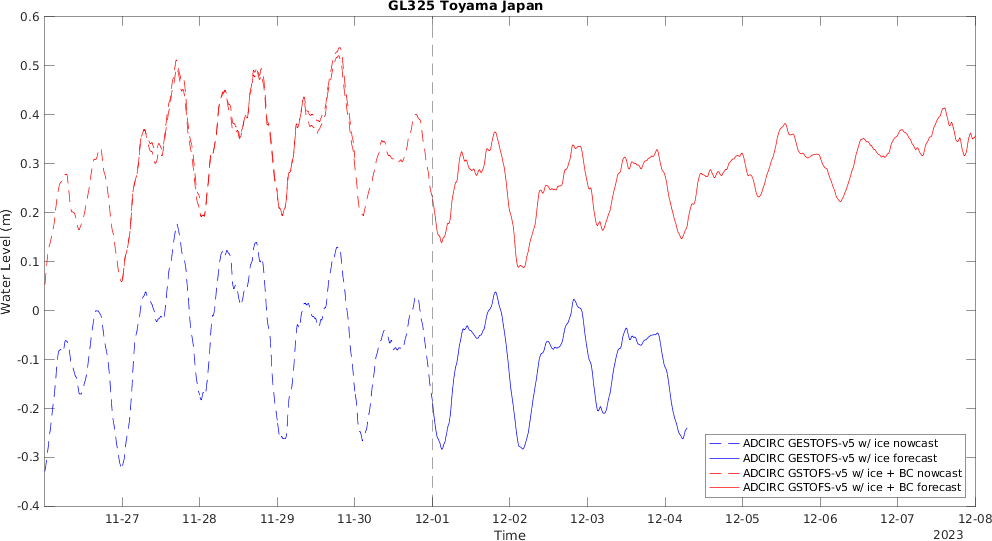 GL325 Toyama Japan
0.6
0.5
0.4
0.3
0.2
0.1
0
-0.1
-0.2
-0.3
-0.4
Water Level (m)
ADCIRC GESTOFS-v5 w/ ice nowcast
ADCIRC GESTOFS-v5 w/ ice forecast
ADCIRC GSTOFS-v5 w/ ice + BC nowcast
ADCIRC GSTOFS-v5 w/ ice + BC forecast
11-27 11-28 11-29 11-30 12-01 12-02 12-03 12-04 12-05 12-06 12-07 12-08
Time
2023